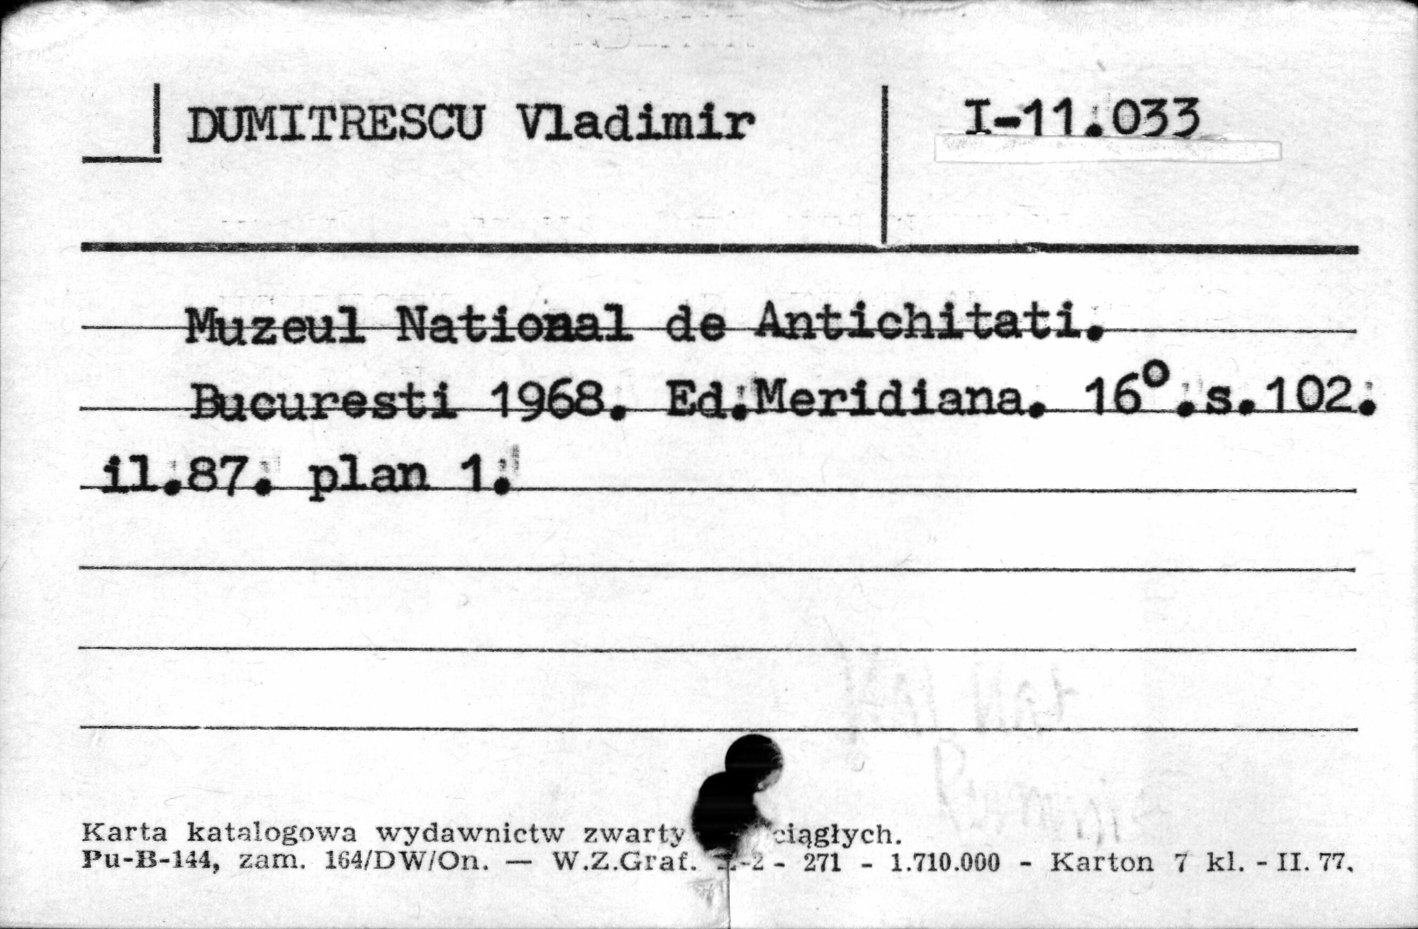 DUMITRESCU Vladimir
I-11.033
Muzeul National de Antichitati.
Bucuresti 1968. Ed.Meridiana. 16°.s.102.
il.87. plan 1.
Karta katalogowa wydawnictw zwarty ciągłych.
Pu-B-144, zam. 164/DW/On. — W.Z.Graf. -2 - 271 - 1.710.000 - Karton 7 kl. - II. 77.